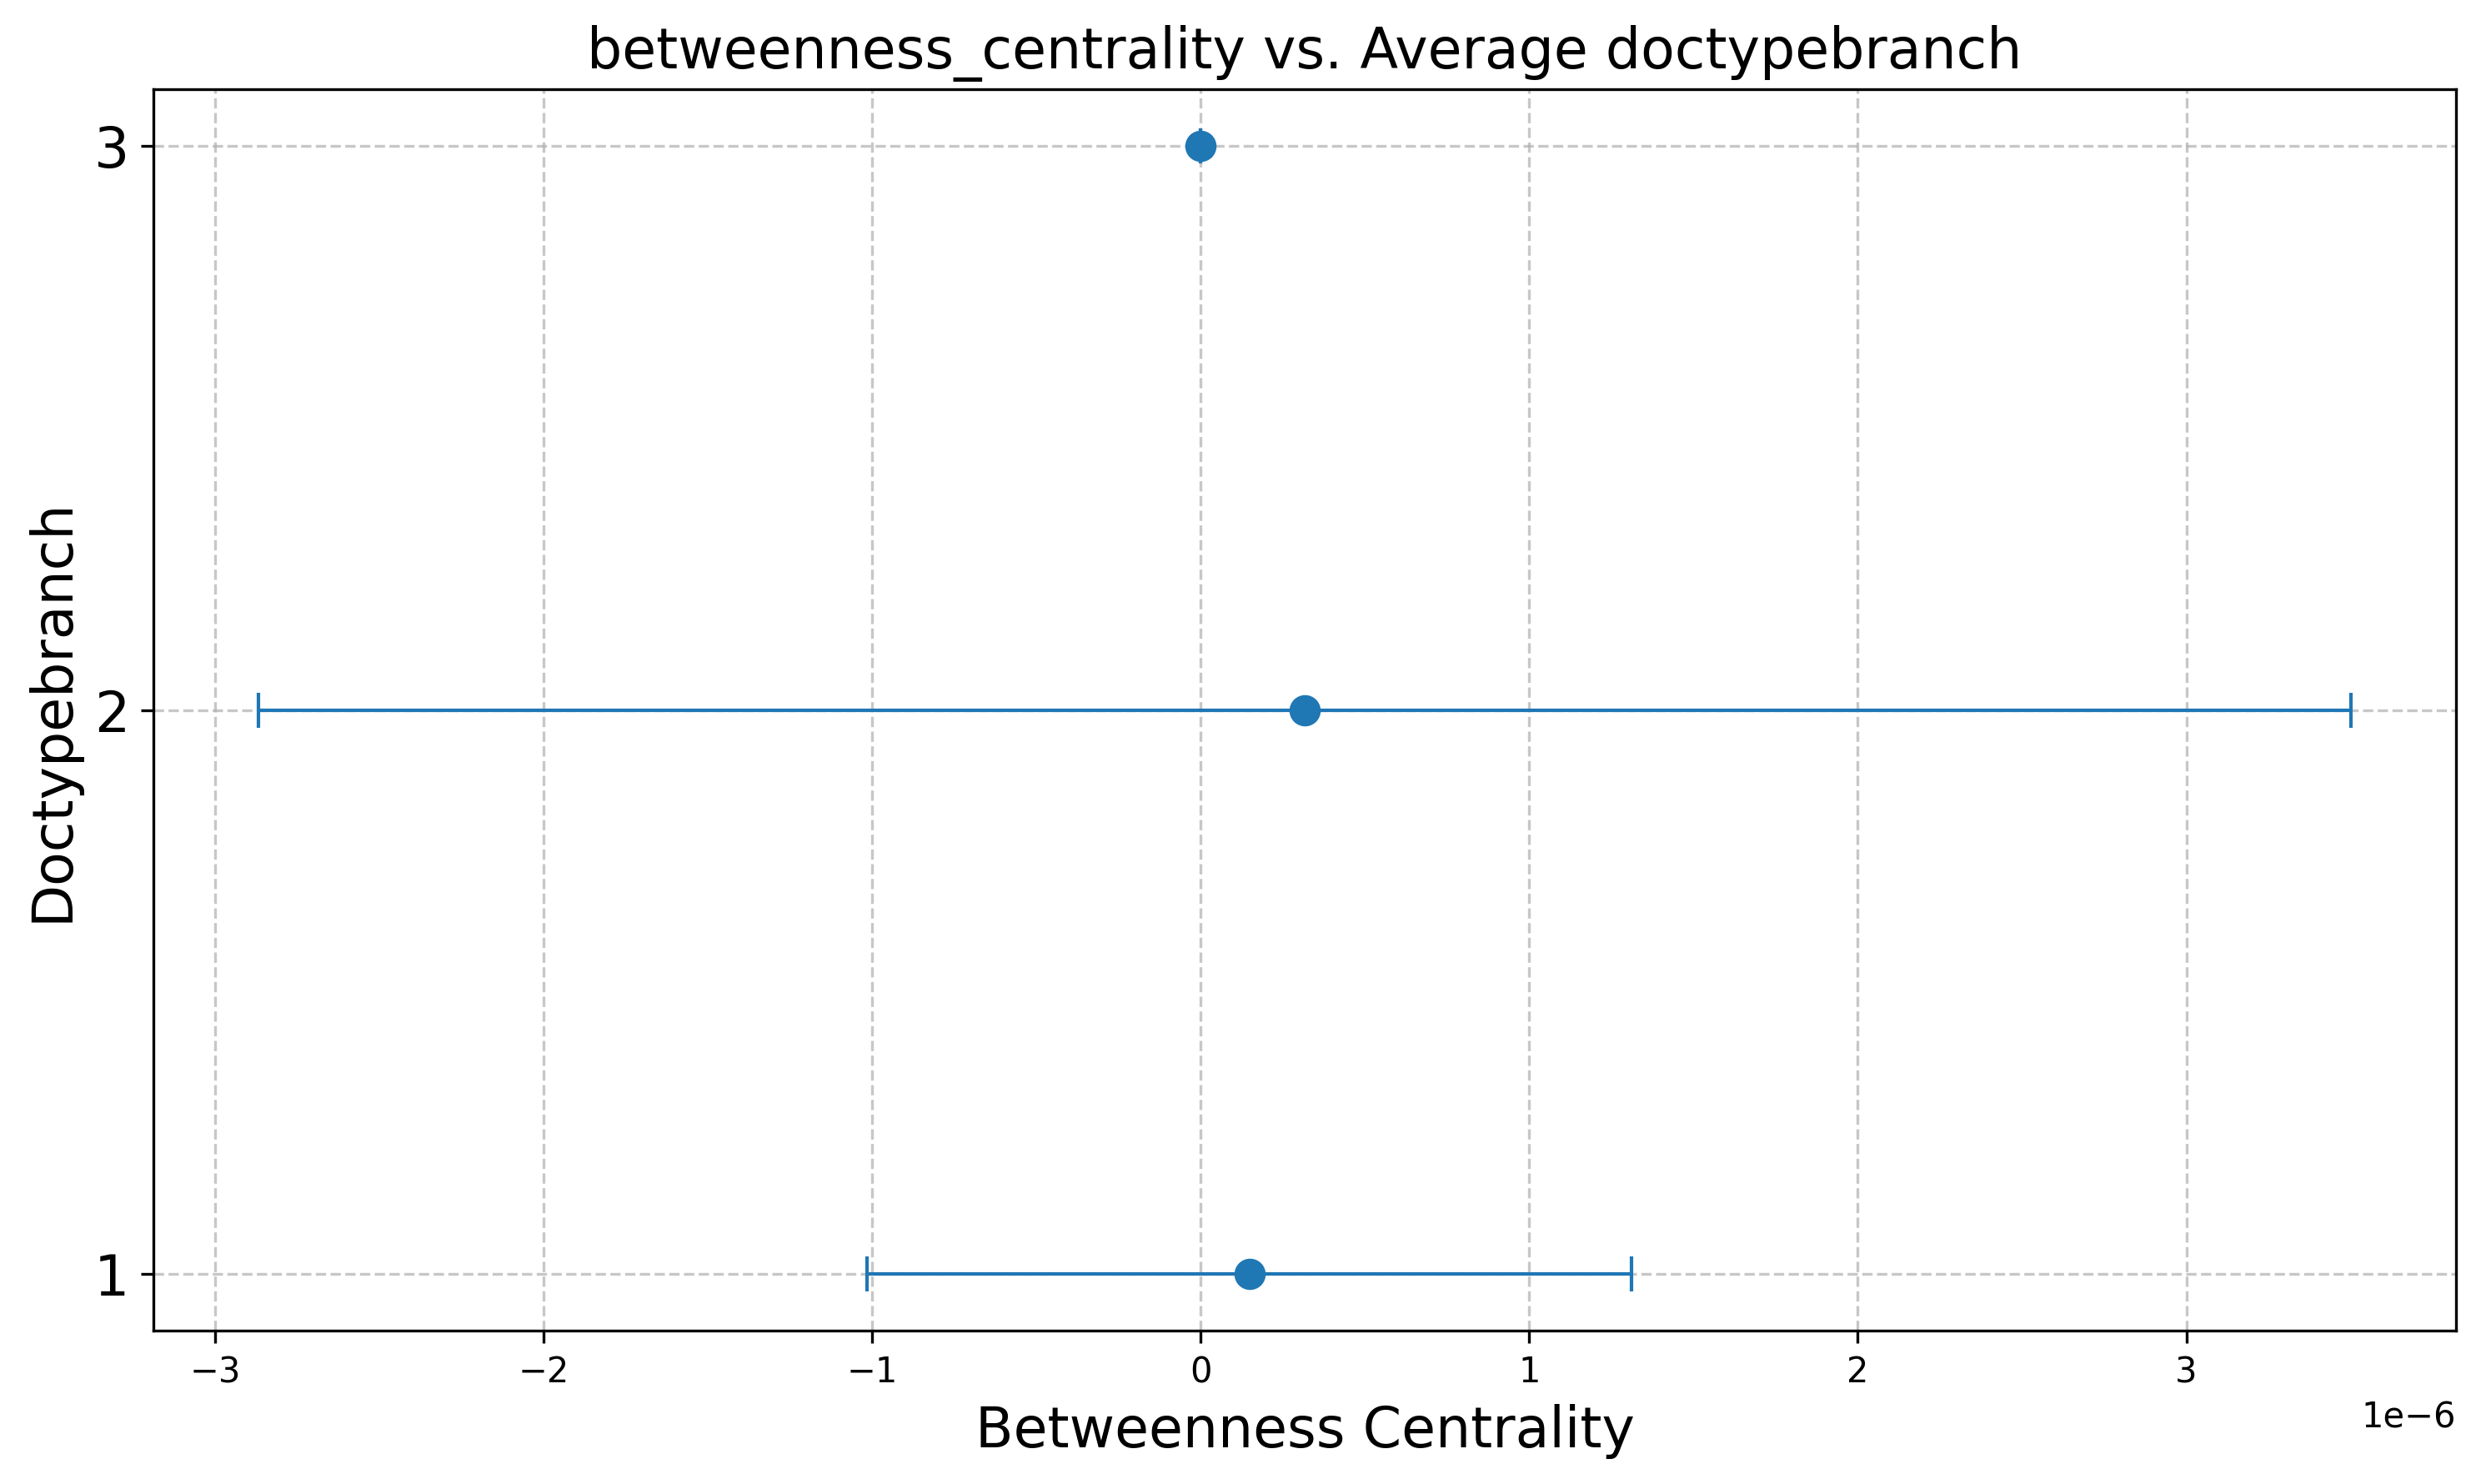 betweenness_centrality vs. Average doctypebranch
3
2
1
Doctypebranch
−3 −2 −1 0 1 2 3
1e−6
Betweenness Centrality